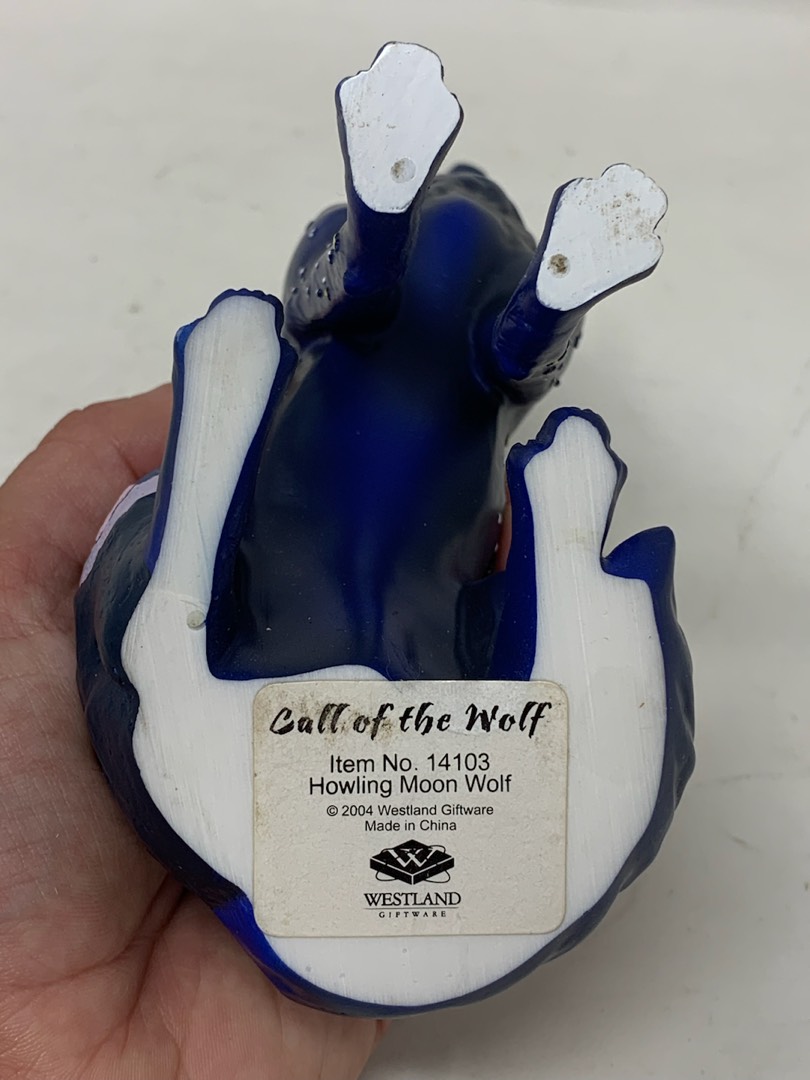 Call of the Wolf
Item No. 14103
Howling Moon Wolf
© 2004 Westland Giftware
Made in China
W
WESTLAND
GIFTWARE